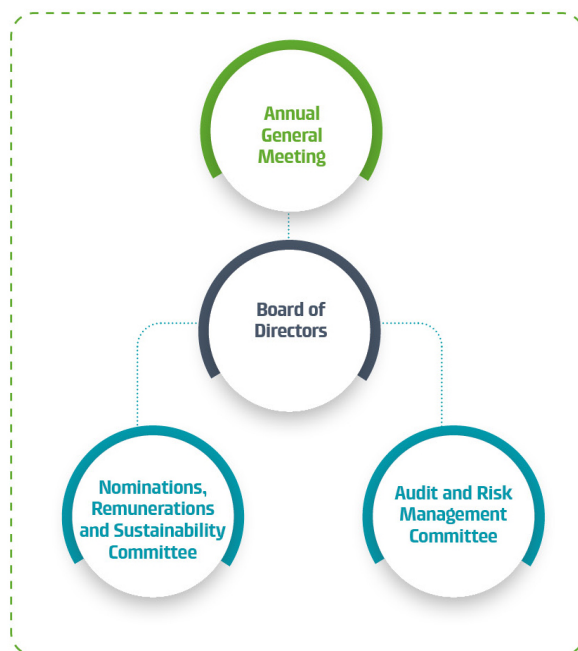 Annual
General
Meeting
Board of
Directors
Nominations,
Remunerations
and Sustainability
Committee
Audit and Risk
Management
Committee